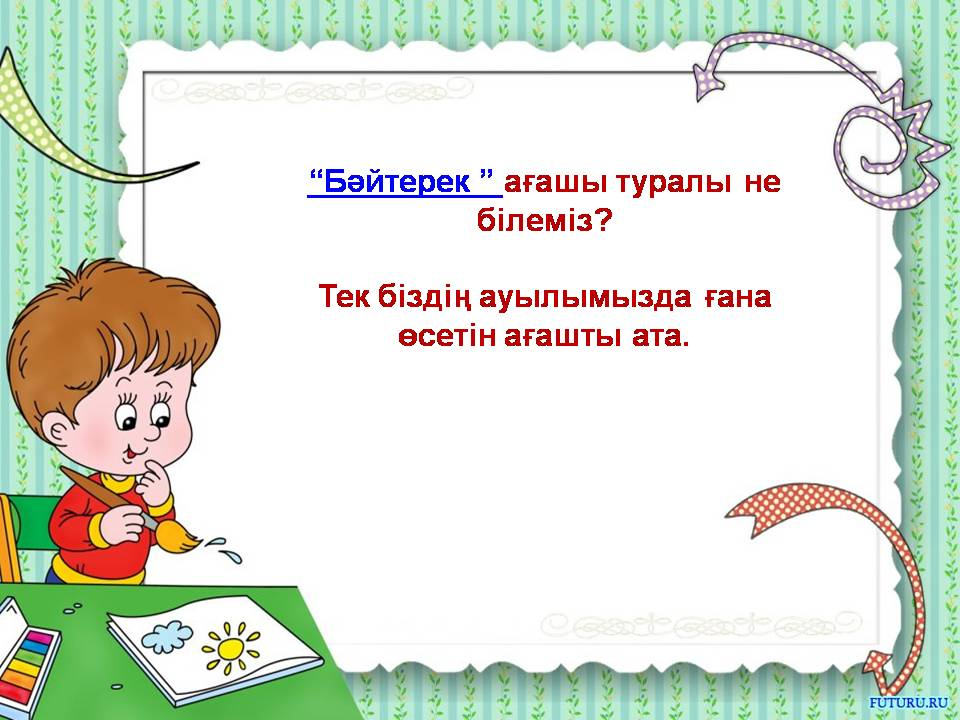 “Бәйтерек ” ағашы туралы не
білеміз?
Тек біздің ауылымызда ғана
өсетін ағашты ата.
FUTURU.RU